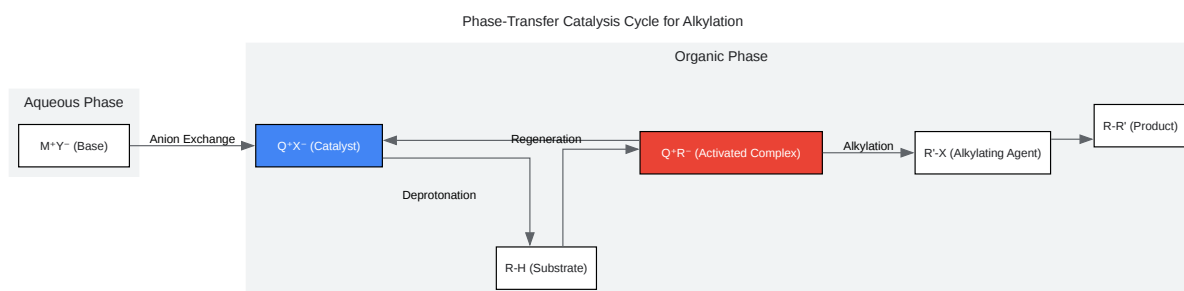 Phase-Transfer Catalysis Cycle for Alkylation
Organic Phase
Aqueous Phase
M⁺Y⁻ (Base)
Anion Exchange
Q⁺X⁻ (Catalyst)
Regeneration
Q⁺R⁻ (Activated Complex)
Alkylation
R'-X (Alkylating Agent)
R-R' (Product)
Deprotonation
R-H (Substrate)